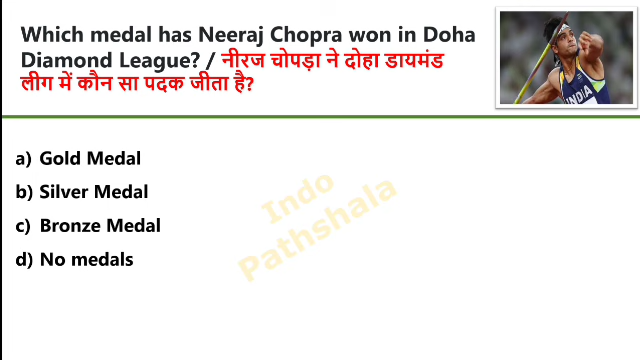 Which medal has Neeraj Chopra won in Doha
Diamond League? / नीरज चोपड़ा ने दोहा डायमंड
लीग में कौन सा पदक जीता है?
INDIA
a) Gold Medal
b) Silver Medal
c) Bronze Medal
d) No medals
Indo
Pathshala